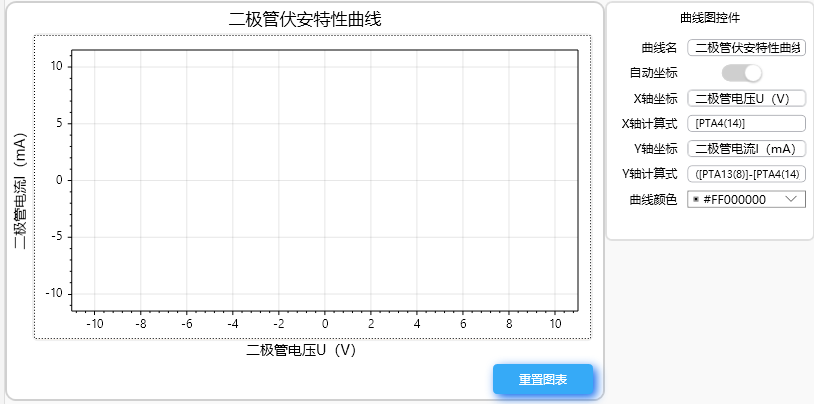 二极管伏安特性曲线
二极管电流I（mA）
10
5
0
-5
-10
-10 -8 -6 -4 -2 0 2 4 6 8 10
二极管电压U（V）
重置图表
曲线图控件
曲线名 二极管伏安特性曲线
自动坐标
X轴坐标 二极管电压U（V）
X轴计算式 [PTA4(14)]
Y轴坐标 二极管电流I（mA）
Y轴计算式 ([PTA13(8)]-[PTA4(14)
曲线颜色 #FF000000